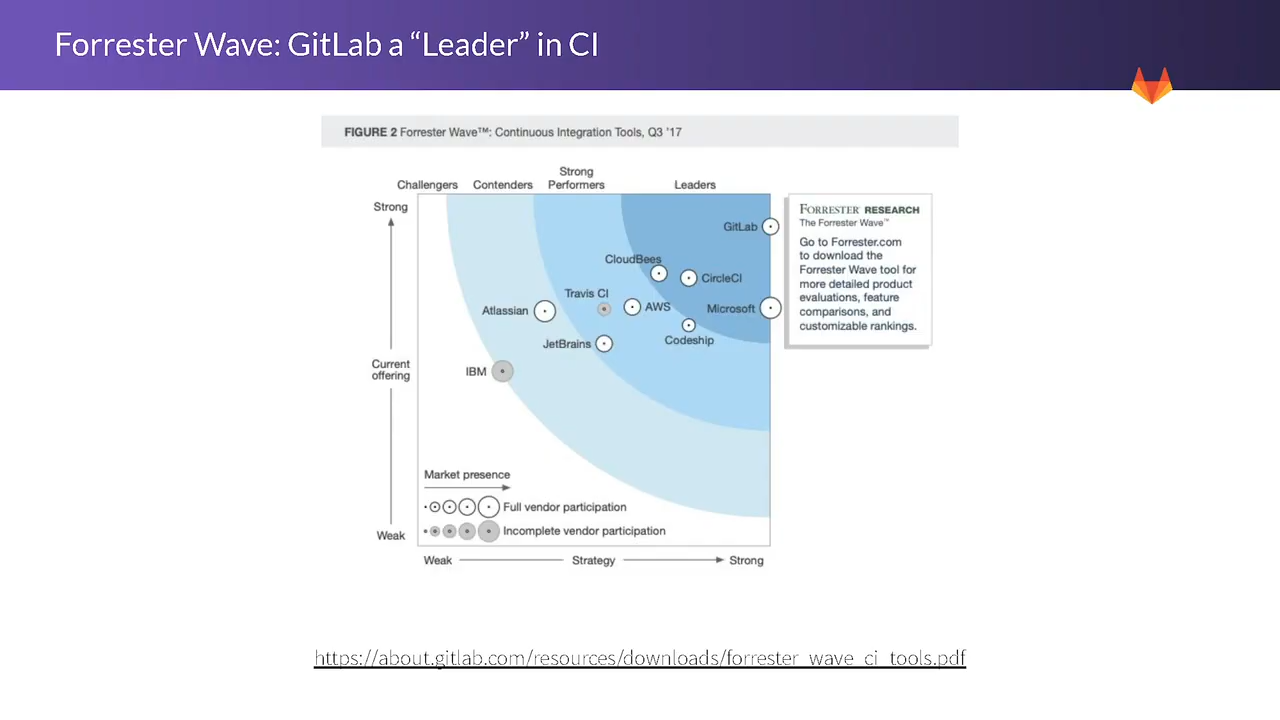 Forrester Wave: GitLab a “Leader” in CI
FIGURE 2 Forrester Wave™: Continuous Integration Tools, Q3 '17
Challengers
Contenders
Strong
Performers
Leaders
Strong
Current
offering
Weak
GitLab
CloudBees
CircleCI
Travis CI
Atlassian
AWS
Microsoft
Codeship
JetBrains
IBM
Market presence
Full vendor participation
Incomplete vendor participation
Weak
Strategy
Strong
FORRESTER RESEARCH
The Forrester Wave™
Go to Forrester.com
to download the
Forrester Wave tool for
more detailed product
evaluations, feature
comparisons, and
customizable rankings.
https://about.gitlab.com/resources/downloads/forrester_wave_ci_tools.pdf